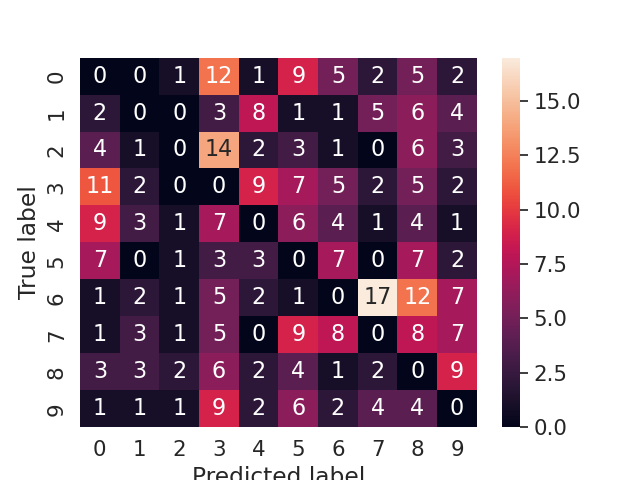 0 0 0 1 12 1 9 5 2 5 2
1 2 0 0 3 8 1 1 5 6 4
2 4 1 0 14 2 3 1 0 6 3
3 11 2 0 0 9 7 5 2 5 2
4 9 3 1 7 0 6 4 1 4 1
5 7 0 1 3 3 0 7 0 7 2
6 1 2 1 5 2 1 0 17 12 7
7 1 3 1 5 0 9 8 0 8 7
8 3 3 2 6 2 4 1 2 0 9
9 1 1 1 9 2 6 2 4 4 0
0 1 2 3 4 5 6 7 8 9
True label
Predicted label
15.0
12.5
10.0
7.5
5.0
2.5
0.0